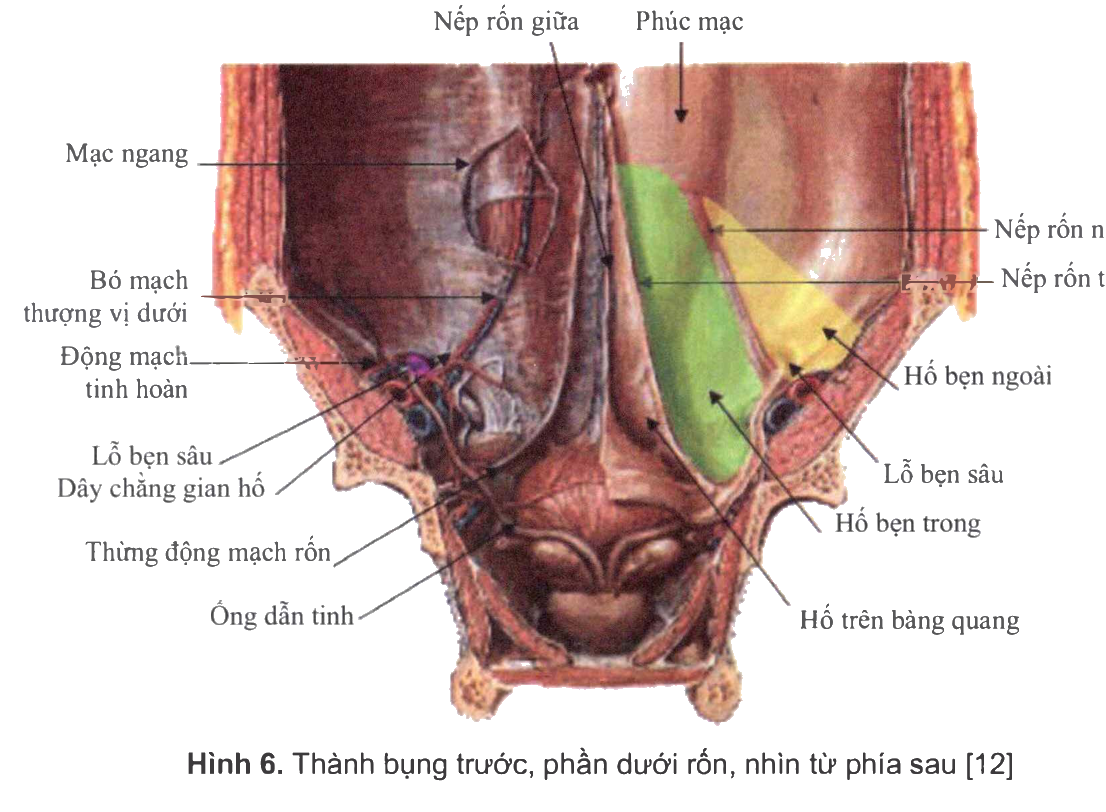 Nếp rốn giữa
Phúc mạc
Mạc ngang
Nếp rốn n
Nếp rốn t
Bó mạch
thượng vị dưới
Động mạch
tinh hoàn
Hố bẹn ngoài
Lỗ bẹn sâu
Dây chằng gian hố
Lỗ bẹn sâu
Hố bẹn trong
Thừng động mạch rốn
Ống dẫn tinh
Hố trên bàng quang
Hình 6. Thành bụng trước, phần dưới rốn, nhìn từ phía sau [12]